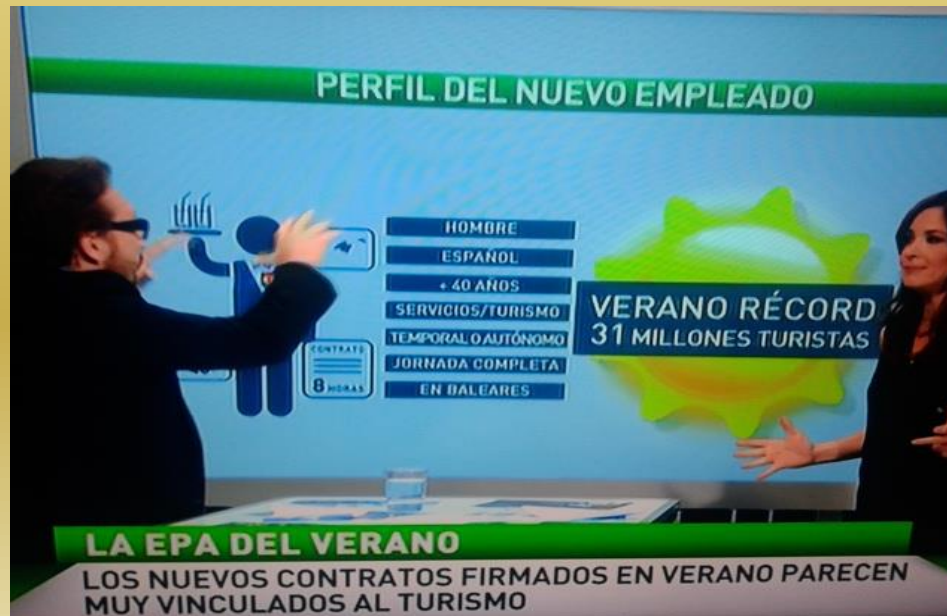 PERFIL DEL NUEVO EMPLEADO
HOMBRE
ESPAÑOL
+ 40 AÑOS
SERVICIOS/TURISMO
TEMPORAL O AUTÓNOMO
JORNADA COMPLETA
EN BALEARES
CONTRATO
8 HORAS
VERANO RÉCORD
31 MILLONES TURISTAS
LA EPA DEL VERANO
LOS NUEVOS CONTRATOS FIRMADOS EN VERANO PARECEN
MUY VINCULADOS AL TURISMO